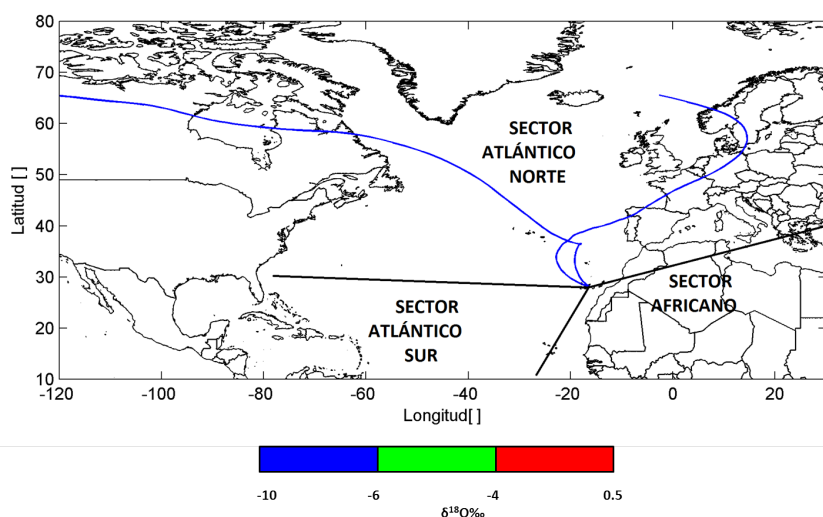 80
70
60
50
40
30
20
10
Latitud[ ]
SECTOR
ATLÁNTICO
NORTE
SECTOR
AFRICANO
SECTOR
ATLÁNTICO
SUR
-120 -100 -80 -60 -40 -20 0 20
Longitud[ ]
-10 -6 -4 0.5
δ¹⁸O‰